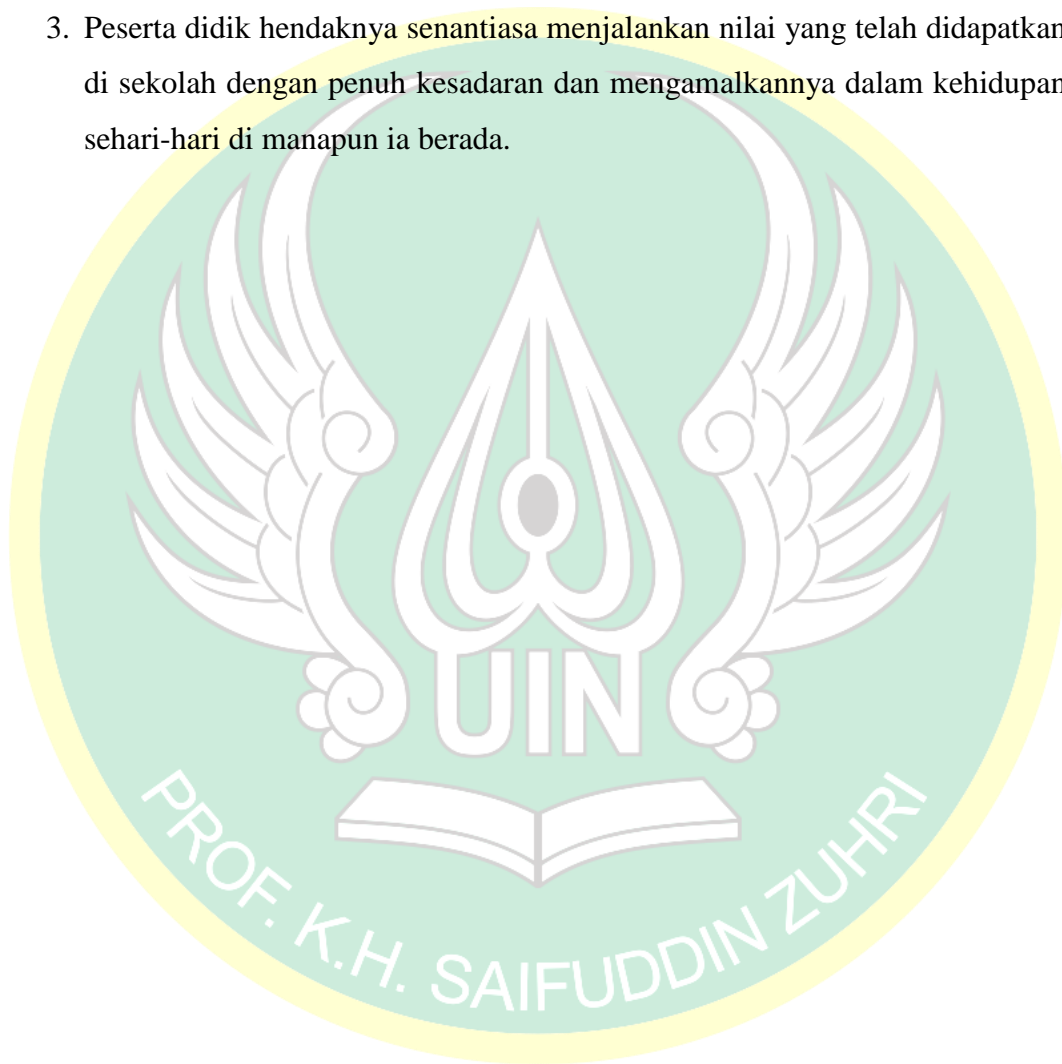 3. Peserta didik hendaknya senantiasa menjalankan nilai yang telah didapatkan
di sekolah dengan penuh kesadaran dan mengamalkannya dalam kehidupan
sehari-hari di manapun ia berada.
UIN
PROF. K.H. SAIFUDDIN ZUHRI